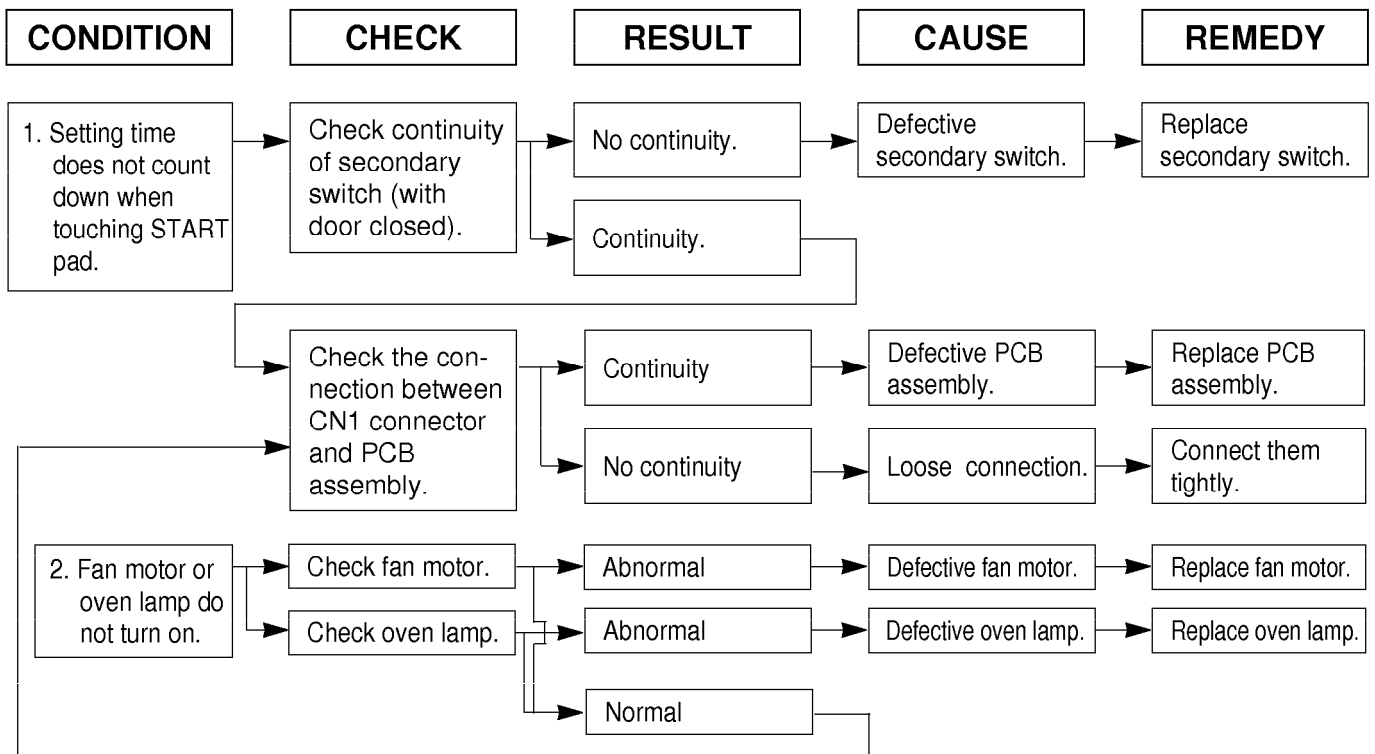 CONDITION
CHECK
RESULT
CAUSE
REMEDY
1. Setting time
does not count
down when
touching START
pad.
Check continuity
of secondary
switch (with
door closed).
No continuity.
Defective
secondary switch.
Replace
secondary switch.
Continuity.
Check the con-
nection between
CN1 connector
and PCB
assembly.
Continuity
Defective PCB
assembly.
Replace PCB
assembly.
No continuity
Loose connection.
Connect them
tightly.
2. Fan motor or
oven lamp do
not turn on.
Check fan motor.
Abnormal
Defective fan motor.
Replace fan motor.
Check oven lamp.
Abnormal
Defective oven lamp.
Replace oven lamp.
Normal